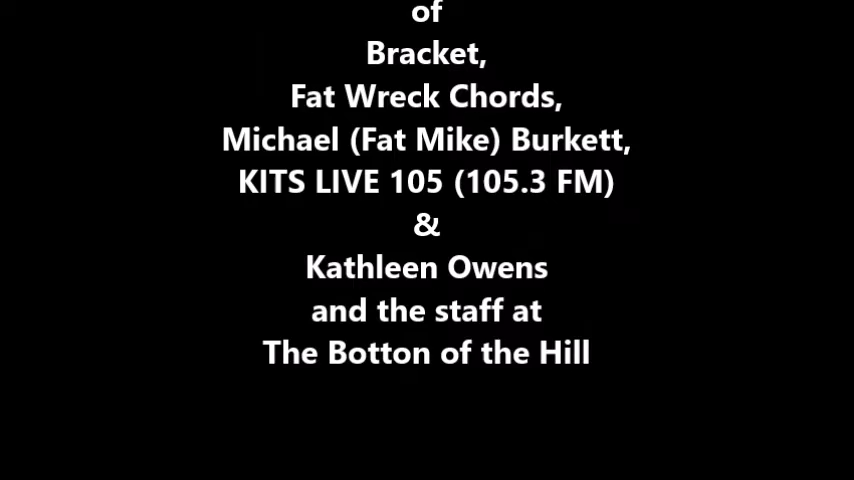 of
Bracket,
Fat Wreck Chords,
Michael (Fat Mike) Burkett,
KITS LIVE 105 (105.3 FM)
&
Kathleen Owens
and the staff at
The Botton of the Hill